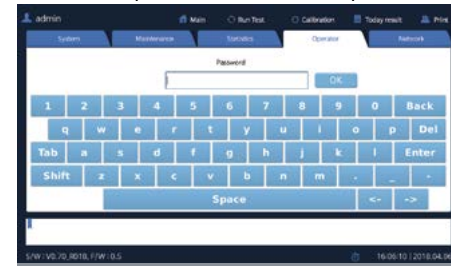 admin Main Run Test Calibration Today result Print
System Maintenance Statistics Operator Network
Password
OK
1 2 3 4 5 6 7 8 9 0 Back
q w e r t y u i o p Del
Tab a s d f g h j k l Enter
Shift z x c v b n m . _ -
Space <- ->
S/W : V0.70_R018, F/W : 0.5 16:06:10 | 2018.04.06